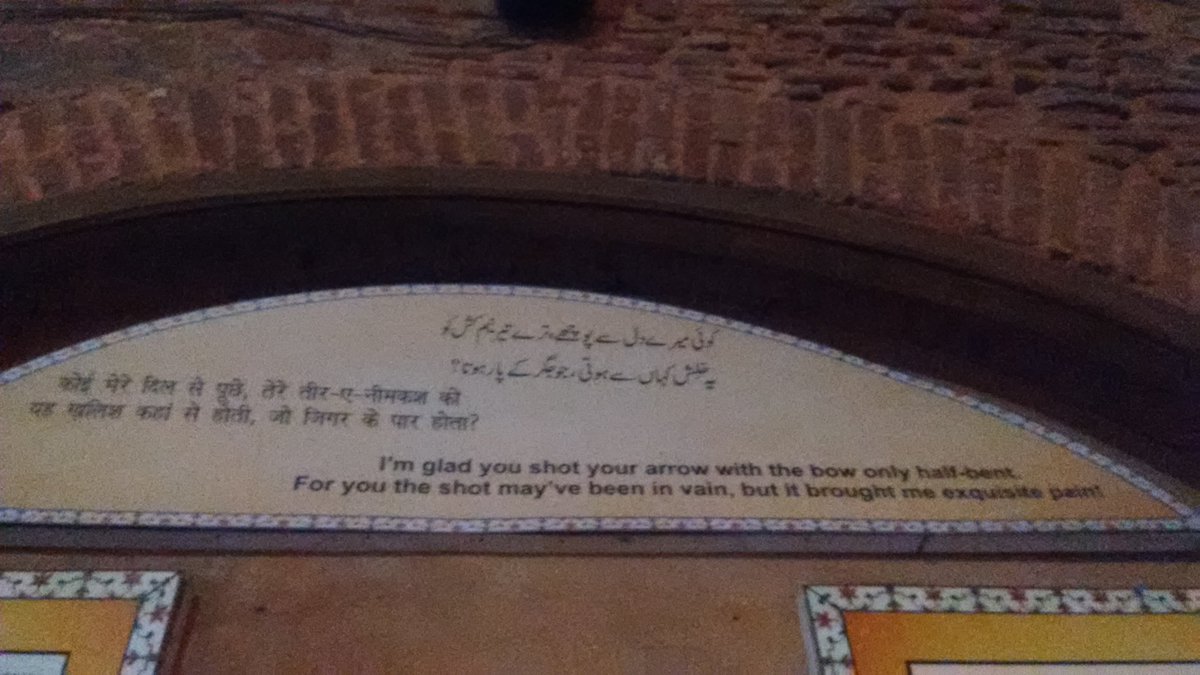 کوئی میرے دل سے پوچھے، ترے تیرِ نیم کش کو
یہ خلش کہاں سے ہوتی، جو جگر کے پار ہوتا؟
कोई मेरे दिल से पूछे, तेरे तीर-ए-नीमकश को
यह ख़लिश कहां से होती, जो जिगर के पार होता?
I'm glad you shot your arrow with the bow only half-bent.
For you the shot may've been in vain, but it brought me exquisite pain!